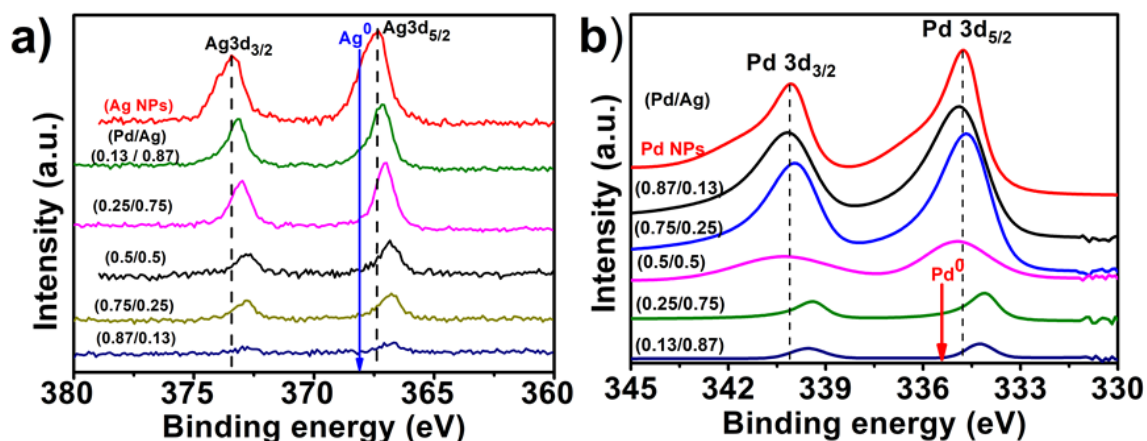 a)
Ag3d3/2
Ag0
Ag3d5/2
(Ag NPs)
(Pd/Ag)
(0.13 / 0.87)
(0.25/0.75)
(0.5/0.5)
(0.75/0.25)
(0.87/0.13)
380 375 370 365 360
Binding energy (eV)
Intensity (a.u.)
b)
Pd 3d5/2
Pd 3d3/2
(Pd/Ag)
Pd NPs
(0.87/0.13)
(0.75/0.25)
(0.5/0.5)
Pd0
(0.25/0.75)
(0.13/0.87)
345 342 339 336 333 330
Binding energy (eV)
Intensity (a.u.)